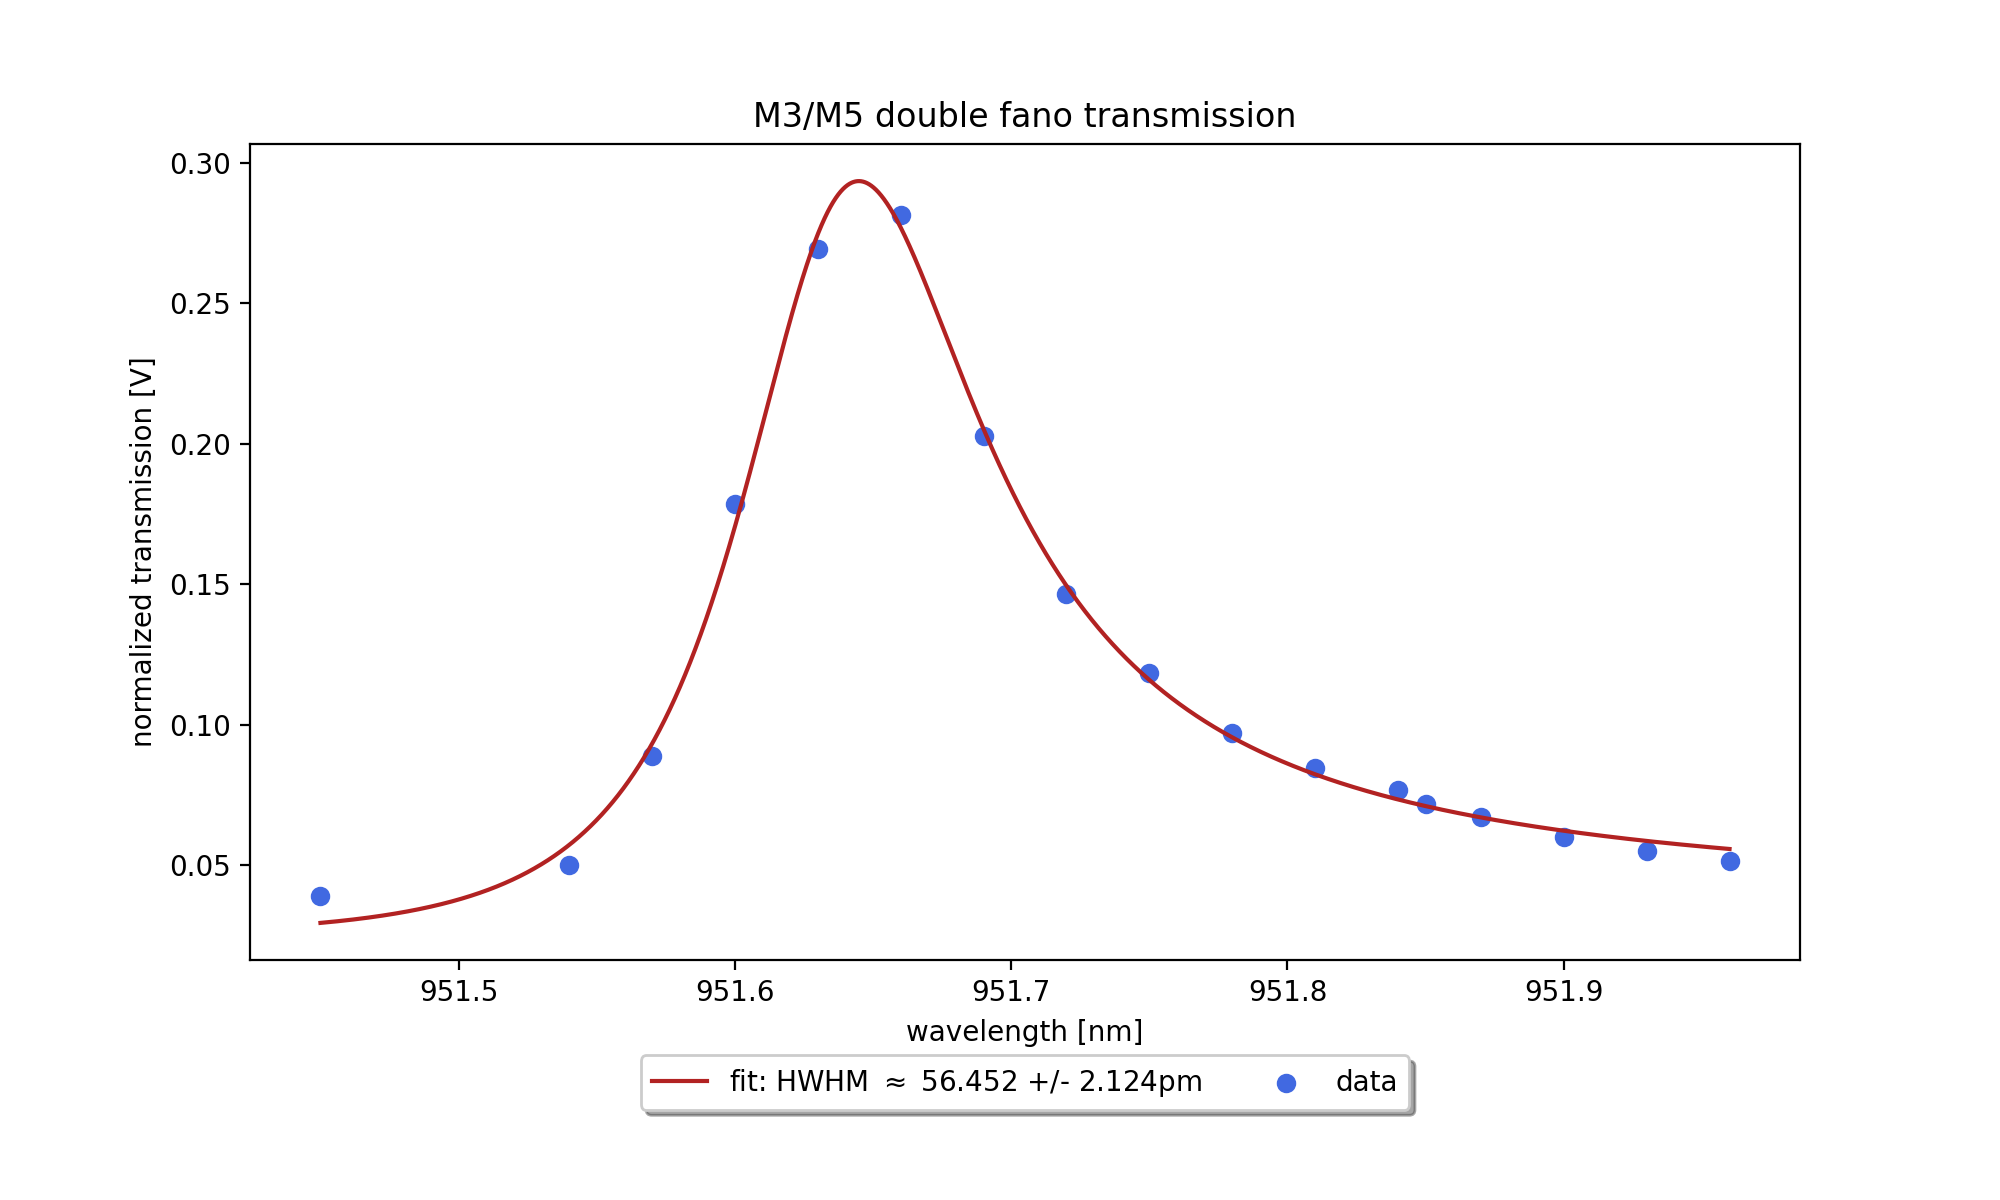 M3/M5 double fano transmission
0.30
0.25
0.20
0.15
0.10
0.05
normalized transmission [V]
951.5 951.6 951.7 951.8 951.9
wavelength [nm]
fit: HWHM ≈ 56.452 +/- 2.124pm data